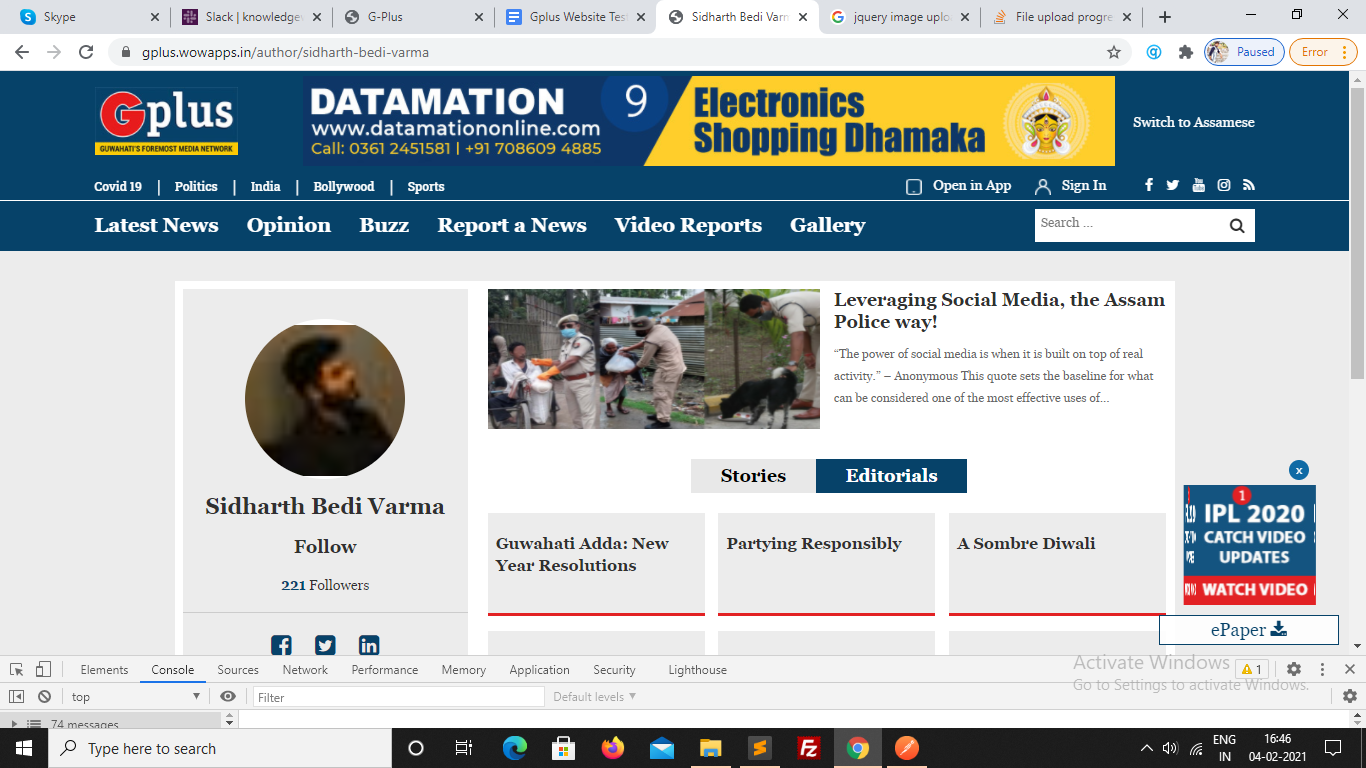 Skype
Slack | knowledge
G-Plus
Gplus Website Test
Sidharth Bedi Varm
jquery image uplo
File upload progre
gplus.wowapps.in/author/sidharth-bedi-varma
Paused
Error
Gplus
GUWAHATI'S FOREMOST MEDIA NETWORK
DATAMATION
www.datamationonline.com
Call: 0361 2451581 | +91 708609 4885
9
Electronics
Shopping Dhamaka
Switch to Assamese
Covid 19 | Politics | India | Bollywood | Sports
Open in App
Sign In
Latest News Opinion Buzz Report a News Video Reports Gallery
Search ...
Sidharth Bedi Varma
Follow
221 Followers
Leveraging Social Media, the Assam
Police way!
“The power of social media is when it is built on top of real
activity.” – Anonymous This quote sets the baseline for what
can be considered one of the most effective uses of...
Stories
Editorials
Guwahati Adda: New
Year Resolutions
Partying Responsibly
A Sombre Diwali
x
1
IPL 2020
CATCH VIDEO
UPDATES
WATCH VIDEO
ePaper
Elements Console Sources Network Performance Memory Application Security Lighthouse
1
Activate Windows
Go to Settings to activate Windows.
top
Filter
Default levels
74 messages
Type here to search
ENG
IN
16:46
04-02-2021